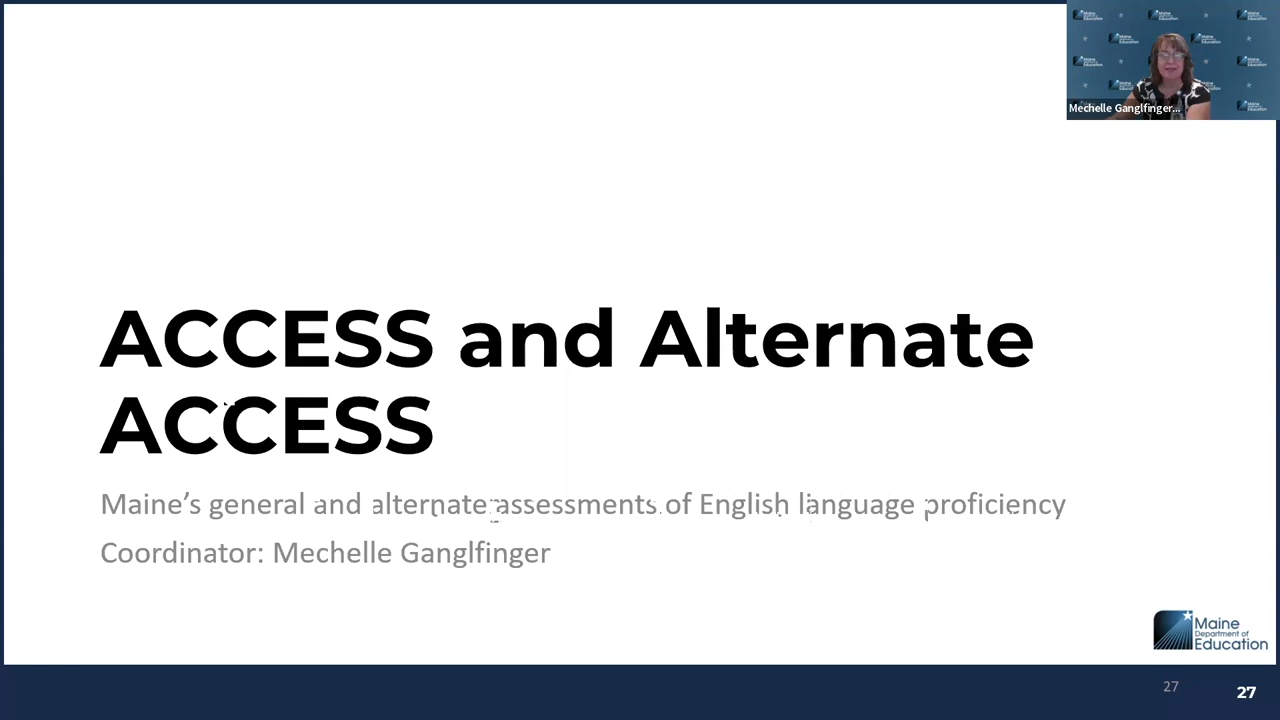 Mechelle Ganglfinger...
ACCESS and Alternate
ACCESS
Maine’s general and alternate assessments of English language proficiency
Coordinator: Mechelle Ganglfinger
Maine
Department of
Education
27
27